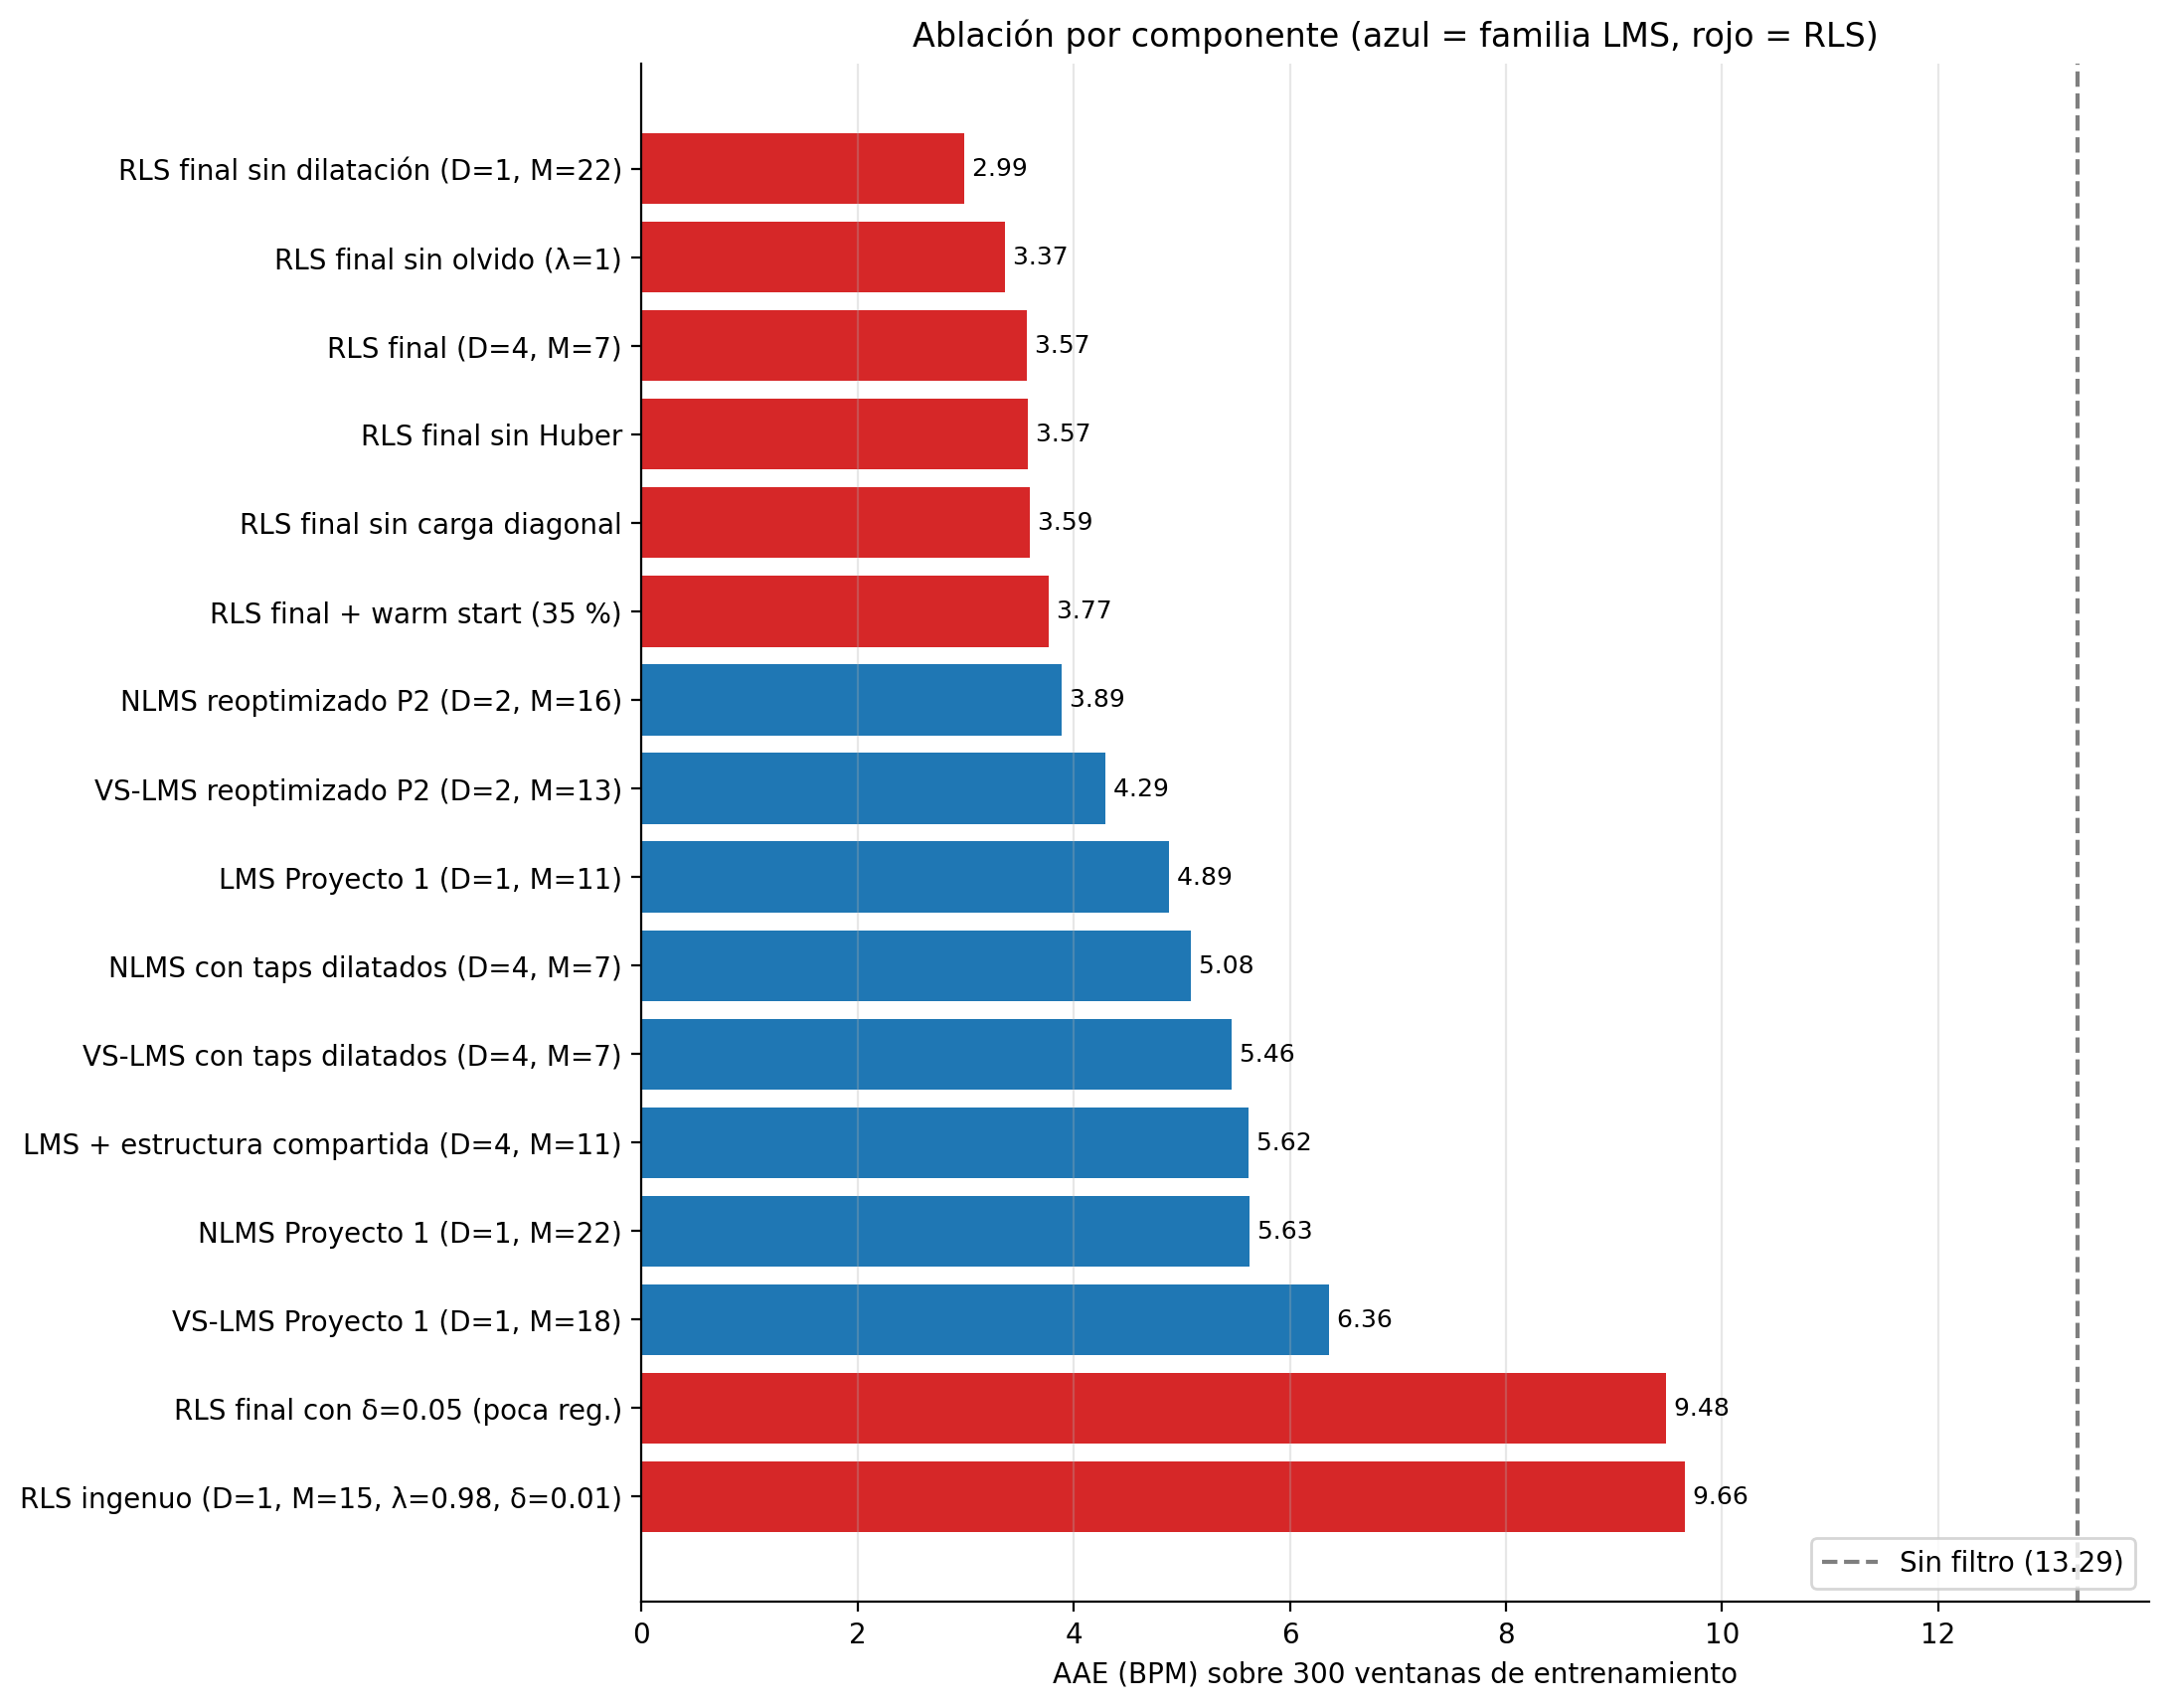 Ablación por componente (azul = familia LMS, rojo = RLS)
RLS final sin dilatación (D=1, M=22)
2.99
RLS final sin olvido (λ=1)
3.37
RLS final (D=4, M=7)
3.57
RLS final sin Huber
3.57
RLS final sin carga diagonal
3.59
RLS final + warm start (35 %)
3.77
NLMS reoptimizado P2 (D=2, M=16)
3.89
VS-LMS reoptimizado P2 (D=2, M=13)
4.29
LMS Proyecto 1 (D=1, M=11)
4.89
NLMS con taps dilatados (D=4, M=7)
5.08
VS-LMS con taps dilatados (D=4, M=7)
5.46
LMS + estructura compartida (D=4, M=11)
5.62
NLMS Proyecto 1 (D=1, M=22)
5.63
VS-LMS Proyecto 1 (D=1, M=18)
6.36
RLS final con δ=0.05 (poca reg.)
9.48
RLS ingenuo (D=1, M=15, λ=0.98, δ=0.01)
9.66
Sin filtro (13.29)
0 2 4 6 8 10 12
AAE (BPM) sobre 300 ventanas de entrenamiento